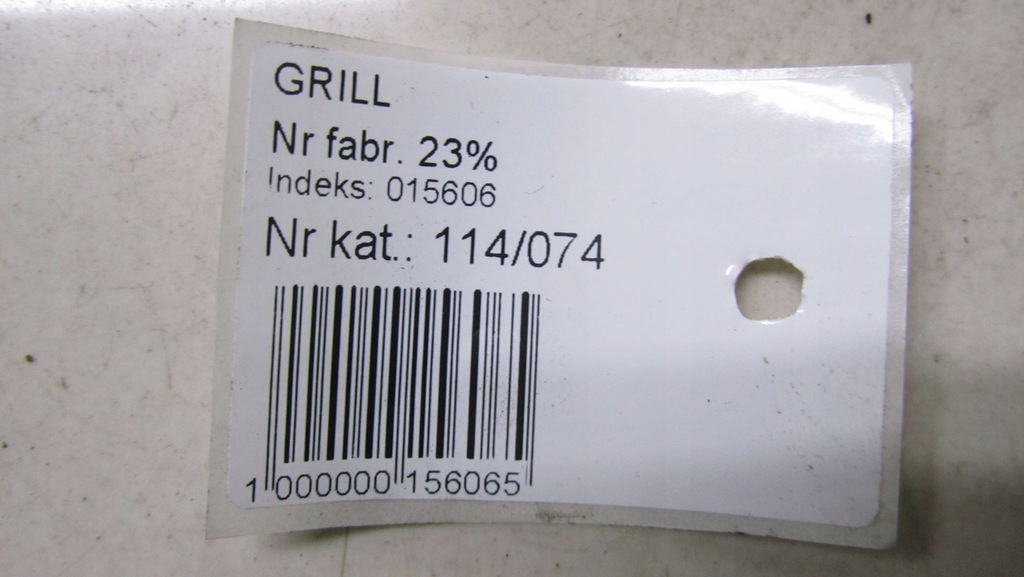 GRILL
Nr fabr. 23%
Indeks: 015606
Nr kat.: 114/074
1 000000 156065